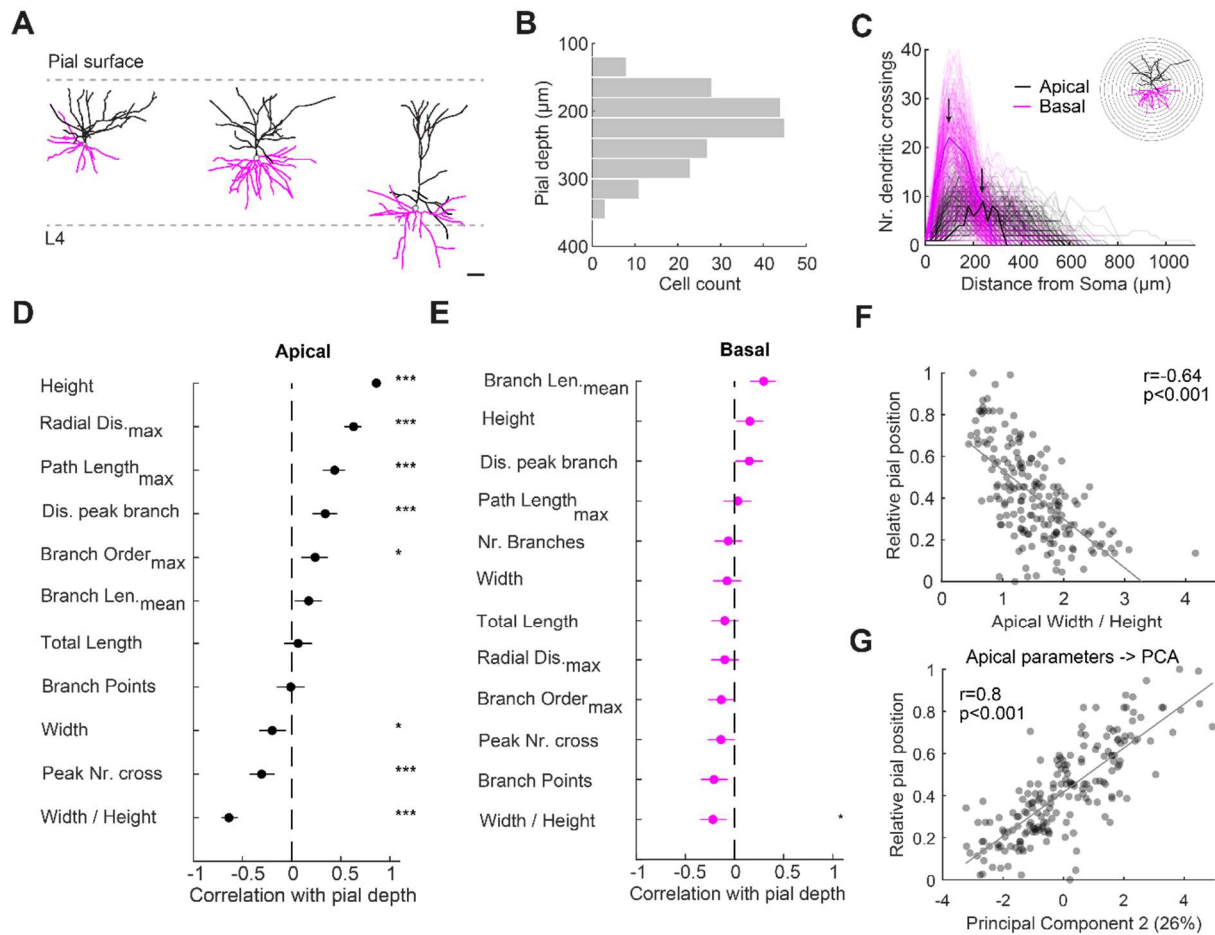 A
Pial surface
L4
B
100
200
300
400
Pial depth (µm)
0 10 20 30 40 50
Cell count
C
40
30
20
10
0
Nr. dendritic crossings
Apical
Basal
0 200 400 600 800 1000
Distance from Soma (µm)
D
Apical
Height ***
Radial Dis.max ***
Path Lengthmax ***
Dis. peak branch ***
Branch Ordermax *
Branch Len.mean
Total Length
Branch Points
Width *
Peak Nr. cross ***
Width / Height ***
-1 -0.5 0 0.5 1
Correlation with pial depth
E
Basal
Branch Len.mean
Height
Dis. peak branch
Path Lengthmax
Nr. Branches
Width
Total Length
Radial Dis.max
Branch Ordermax
Peak Nr. cross
Branch Points
Width / Height *
-1 -0.5 0 0.5 1
Correlation with pial depth
F
r=-0.64
p<0.001
1
0.8
0.6
0.4
0.2
0
Relative pial position
0 1 2 3 4
Apical Width / Height
G
Apical parameters -> PCA
r=0.8
p<0.001
1
0.8
0.6
0.4
0.2
0
Relative pial position
-4 -2 0 2 4
Principal Component 2 (26%)